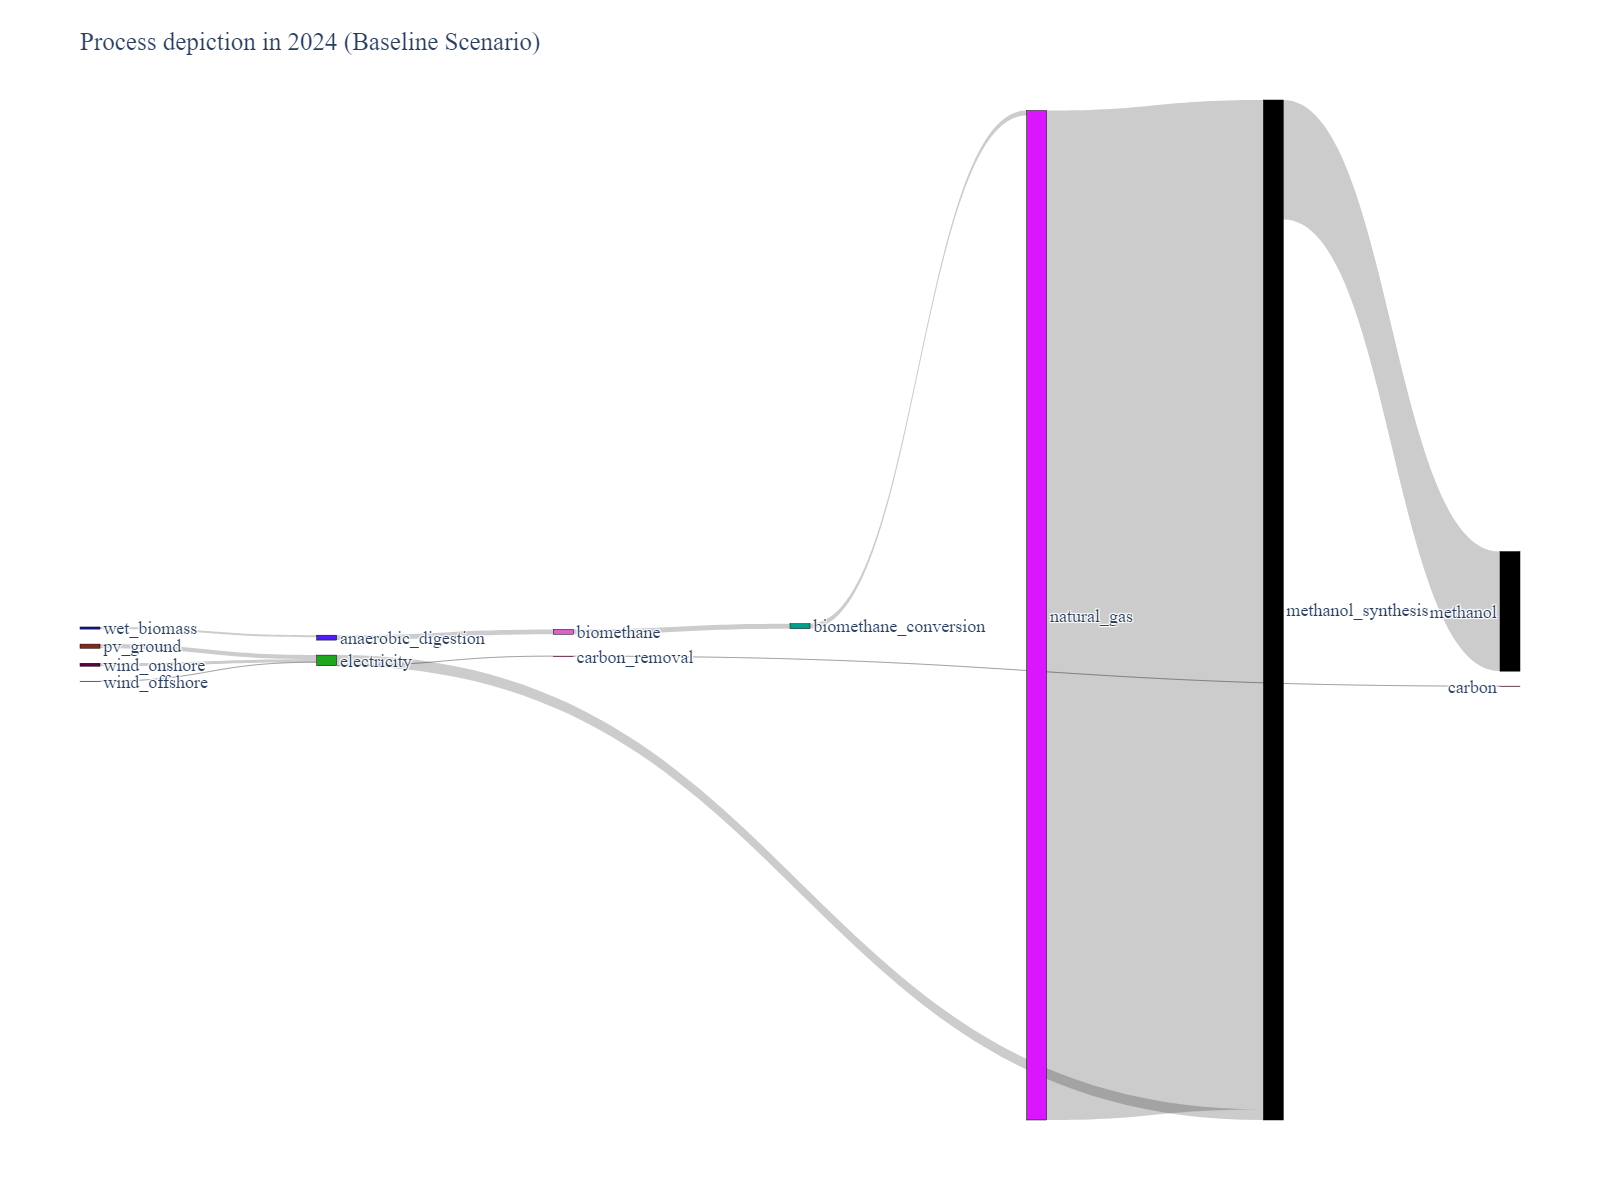 Process depiction in 2024 (Baseline Scenario)
wet_biomass
pv_ground
wind_onshore
wind_offshore
anaerobic_digestion
electricity
biomethane
carbon_removal
biomethane_conversion
natural_gas
methanol_synthesis
methanol
carbon